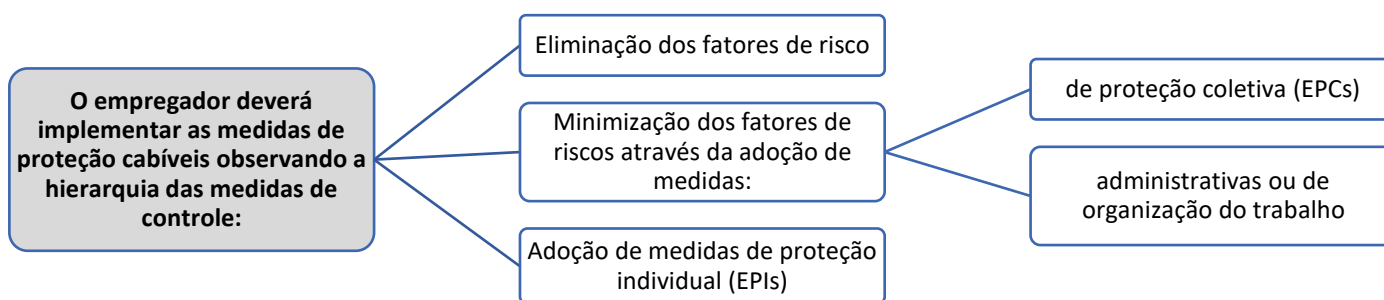 O empregador deverá
implementar as medidas de
proteção cabíveis observando a
hierarquia das medidas de
controle:
Eliminação dos fatores de risco
Minimização dos fatores de
riscos através da adoção de
medidas:
Adoção de medidas de proteção
individual (EPIs)
de proteção coletiva (EPCs)
administrativas ou de
organização do trabalho